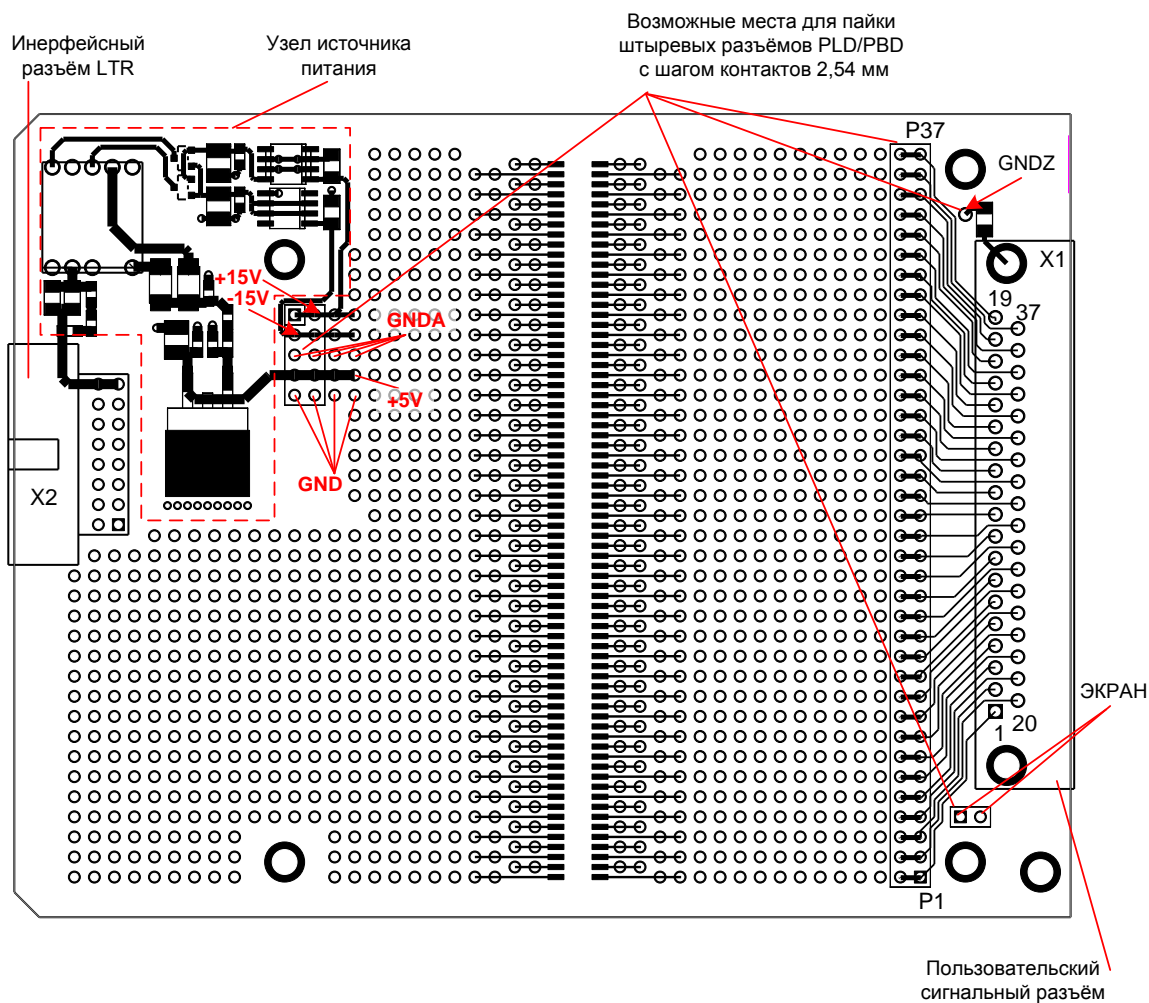 Возможные места для пайки
штыревых разъёмов PLD/PBD
с шагом контактов 2,54 мм
Инерфейсный
разъём LTR
Узел источника
питания
P37
GNDZ
X1
+15V
-15V
19
37
GNDA
+5V
GND
X2
ЭКРАН
1
20
P1
Пользовательский
сигнальный разъём